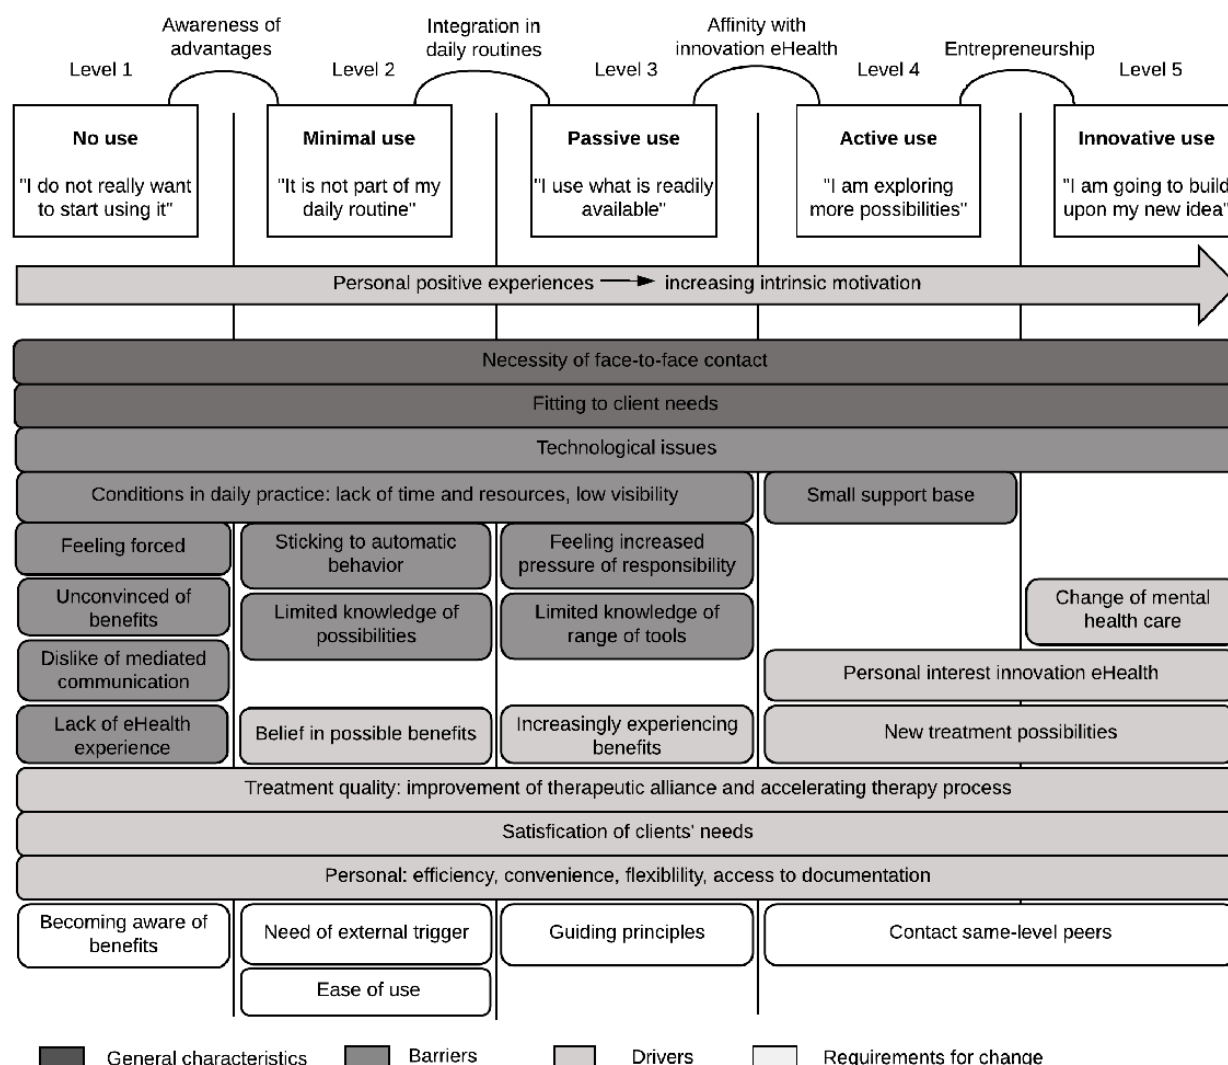 Awareness of
advantages
Integration in
daily routines
Affinity with
innovation eHealth
Entrepreneurship
Level 1
Level 2
Level 3
Level 4
Level 5
No use
"I do not really want
to start using it"
Minimal use
"It is not part of my
daily routine"
Passive use
"I use what is readily
available"
Active use
"I am exploring
more possibilities"
Innovative use
"I am going to build
upon my new idea"
Personal positive experiences → increasing intrinsic motivation
Necessity of face-to-face contact
Fitting to client needs
Technological issues
Conditions in daily practice: lack of time and resources, low visibility
Small support base
Feeling forced
Sticking to automatic
behavior
Feeling increased
pressure of responsibility
Unconvinced of
benefits
Limited knowledge of
possibilities
Limited knowledge of
range of tools
Change of mental
health care
Dislike of mediated
communication
Personal interest innovation eHealth
Lack of eHealth
experience
Belief in possible benefits
Increasingly experiencing
benefits
New treatment possibilities
Treatment quality: improvement of therapeutic alliance and accelerating therapy process
Satisfication of clients' needs
Personal: efficiency, convenience, flexiblility, access to documentation
Becoming aware of
benefits
Need of external trigger
Guiding principles
Contact same-level peers
Ease of use
General characteristics
Barriers
Drivers
Requirements for change